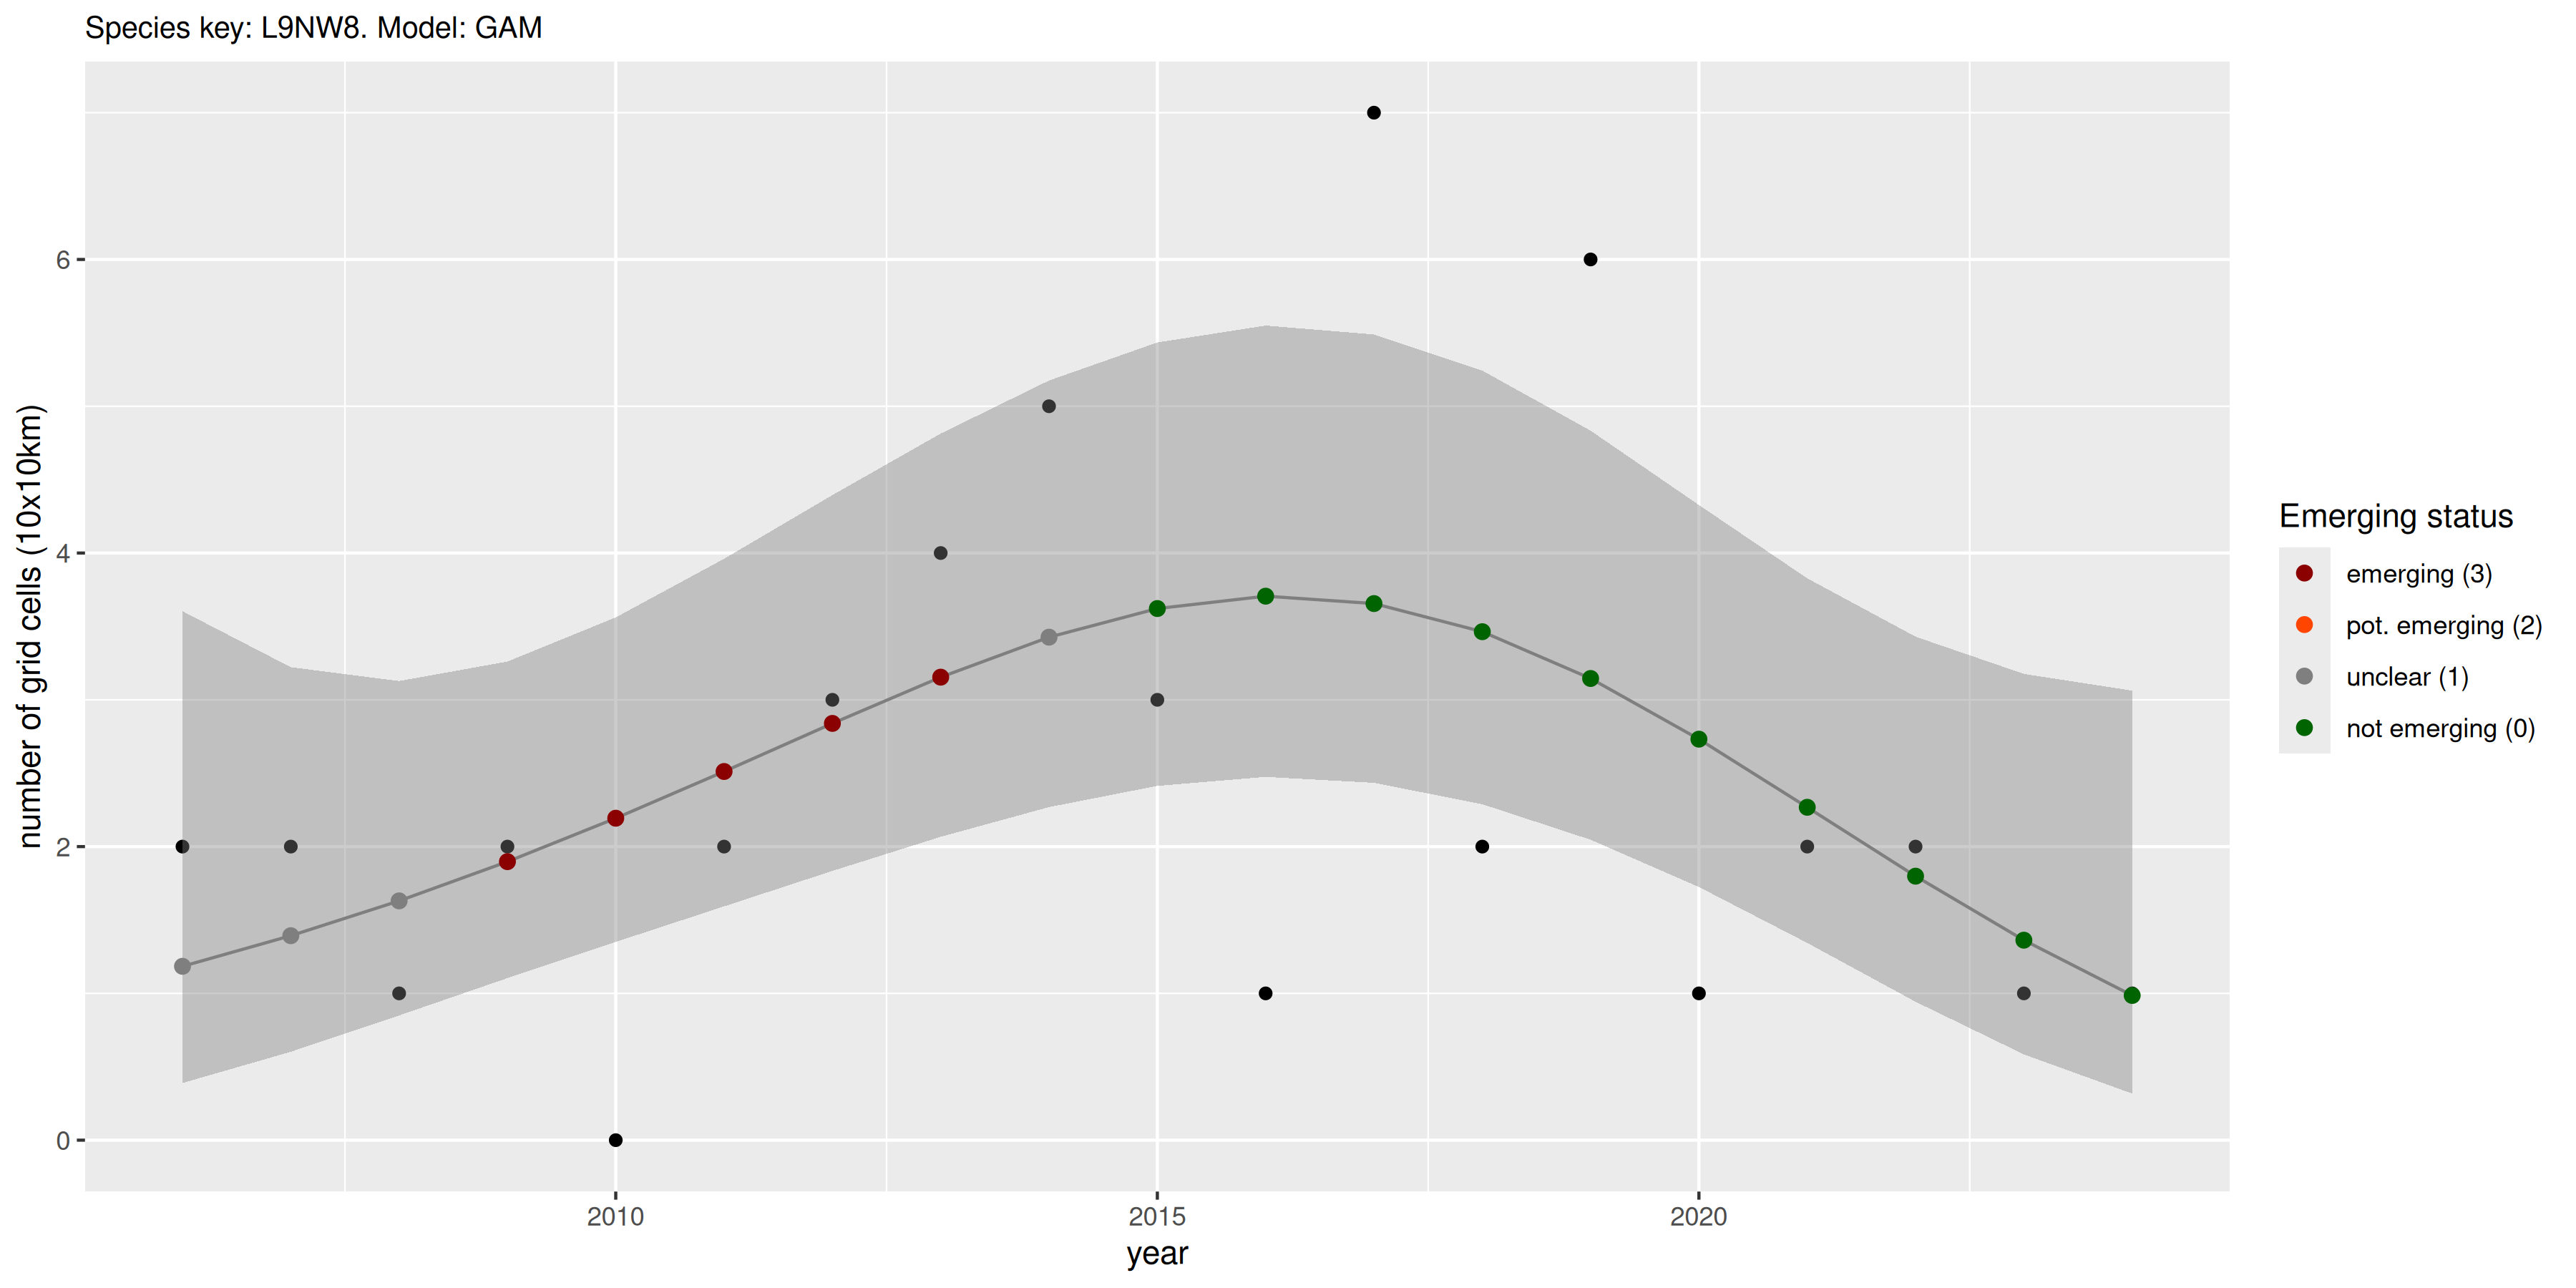 Species key: L9NW8. Model: GAM
number of grid cells (10x10km)
6
4
2
0
2010
2015
2020
year
Emerging status
emerging (3)
pot. emerging (2)
unclear (1)
not emerging (0)